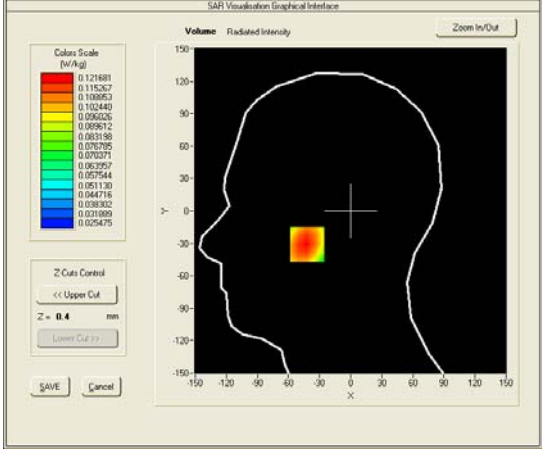 SAR Visualisation Graphical Interface
Volume Radiated Intensity
Zoom In/Out
Colors Scale
(W/kg)
0.121681
0.115267
0.108853
0.102440
0.096026
0.089612
0.083198
0.076785
0.070371
0.063957
0.057544
0.051130
0.044716
0.038302
0.031889
0.025475
Z Cuts Control
<< Upper Cut
Z = 0.4 mm
Lower Cut >>
SAVE Cancel
150
120
90
60
30
0
-30
-60
-90
-120
-150
Y
-150 -120 -90 -60 -30 0 30 60 90 120 150
X